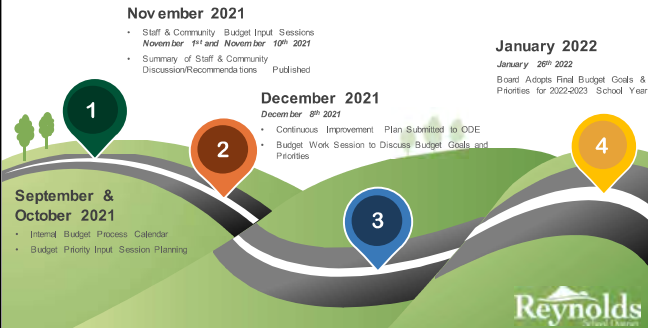 November 2021
• Staff & Community Budget Input Sessions
November 1st and November 10th 2021
• Summary of Staff & Community
Discussion/Recommendations Published
January 2022
January 26th 2022
Board Adopts Final Budget Goals &
Priorities for 2022-2023 School Year
December 2021
December 8th 2021
• Continuous Improvement Plan Submitted to ODE
• Budget Work Session to Discuss Budget Goals and
Priorities
1
2
3
4
September &
October 2021
• Internal Budget Process Calendar
• Budget Priority Input Session Planning
Reynolds
School District